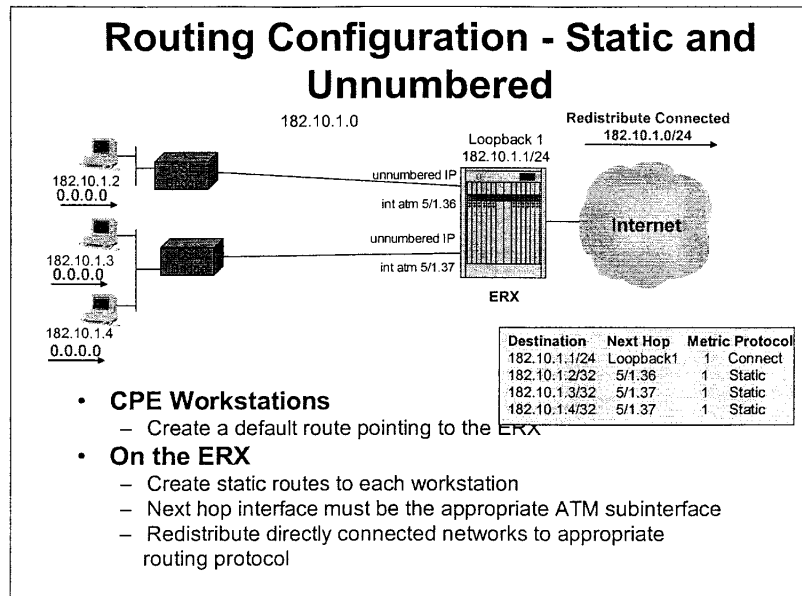 Routing Configuration - Static and
Unnumbered
182.10.1.0
Redistribute Connected
182.10.1.0/24
Loopback 1
182.10.1.1/24
182.10.1.2
0.0.0.0
unnumbered IP
int atm 5/1.36
182.10.1.3
0.0.0.0
unnumbered IP
int atm 5/1.37
Internet
ERX
182.10.1.4
0.0.0.0
Destination Next Hop Metric Protocol
182.10.1.1/24 Loopback1 1 Connect
182.10.1.2/32 5/1.36 1 Static
182.10.1.3/32 5/1.37 1 Static
182.10.1.4/32 5/1.37 1 Static
• CPE Workstations
– Create a default route pointing to the ERX
• On the ERX
– Create static routes to each workstation
– Next hop interface must be the appropriate ATM subinterface
– Redistribute directly connected networks to appropriate
routing protocol